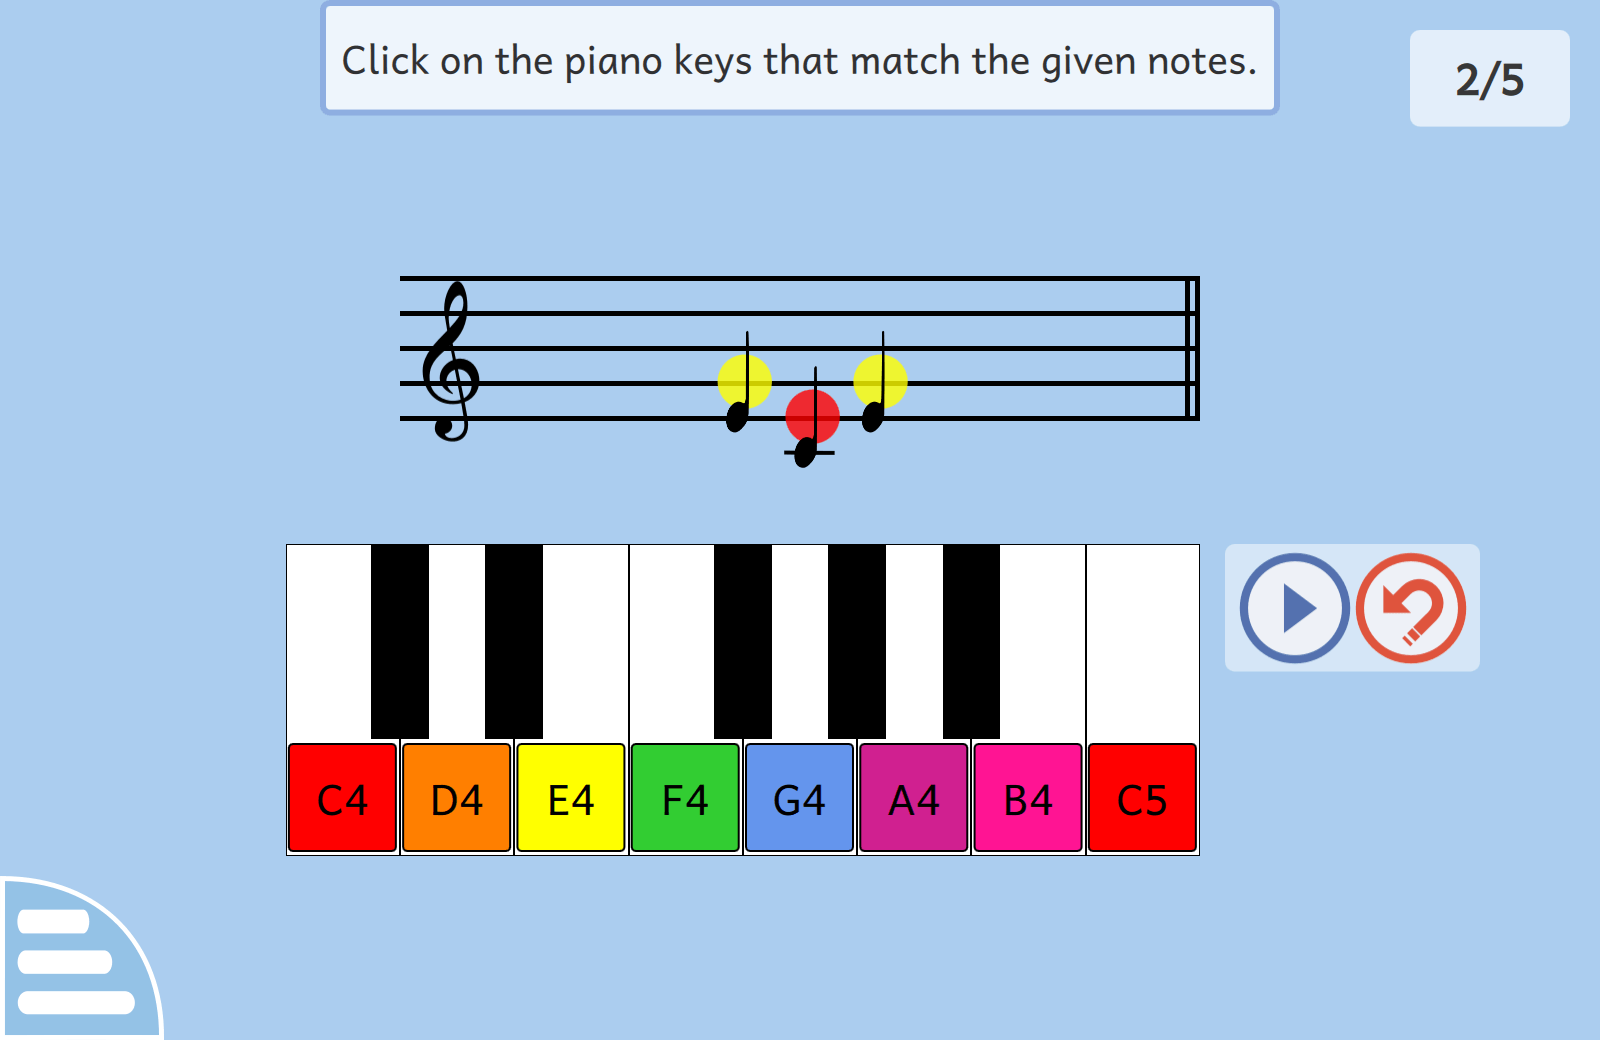 Click on the piano keys that match the given notes.
2/5
C4 D4 E4 F4 G4 A4 B4 C5